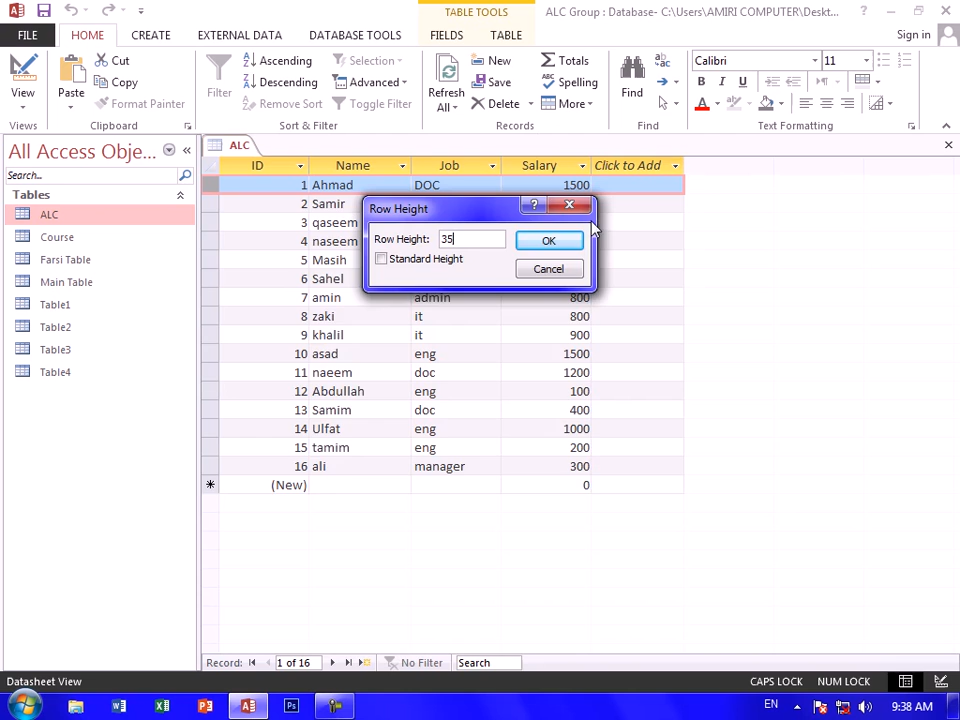 TABLE TOOLS
ALC Group : Database- C:\Users\AMIRI COMPUTER\Deskt...
FILE HOME CREATE EXTERNAL DATA DATABASE TOOLS FIELDS TABLE Sign in
View
Views
Paste
Cut
Copy
Format Painter
Clipboard
Filter
Ascending
Descending
Remove Sort
Selection
Advanced
Toggle Filter
Sort & Filter
Refresh All
New
Save
Delete
Totals
Spelling
More
Records
Find
Find
Calibri 11
B I U
Text Formatting
All Access Obje...
Search...
Tables
ALC
Course
Farsi Table
Main Table
Table1
Table2
Table3
Table4
ALC
ID Name Job Salary Click to Add
1 Ahmad DOC 1500
2 Samir
3 qaseem
4 naseem
5 Masih
6 Sahel
7 amin admin 800
8 zaki it 800
9 khalil it 900
10 asad eng 1500
11 naeem doc 1200
12 Abdullah eng 100
13 Samim doc 400
14 Ulfat eng 1000
15 tamim eng 200
16 ali manager 300
(New) 0
Row Height
Row Height: 35 OK
Standard Height Cancel
Record: 1 of 16 No Filter Search
Datasheet View CAPS LOCK NUM LOCK
EN 9:38 AM